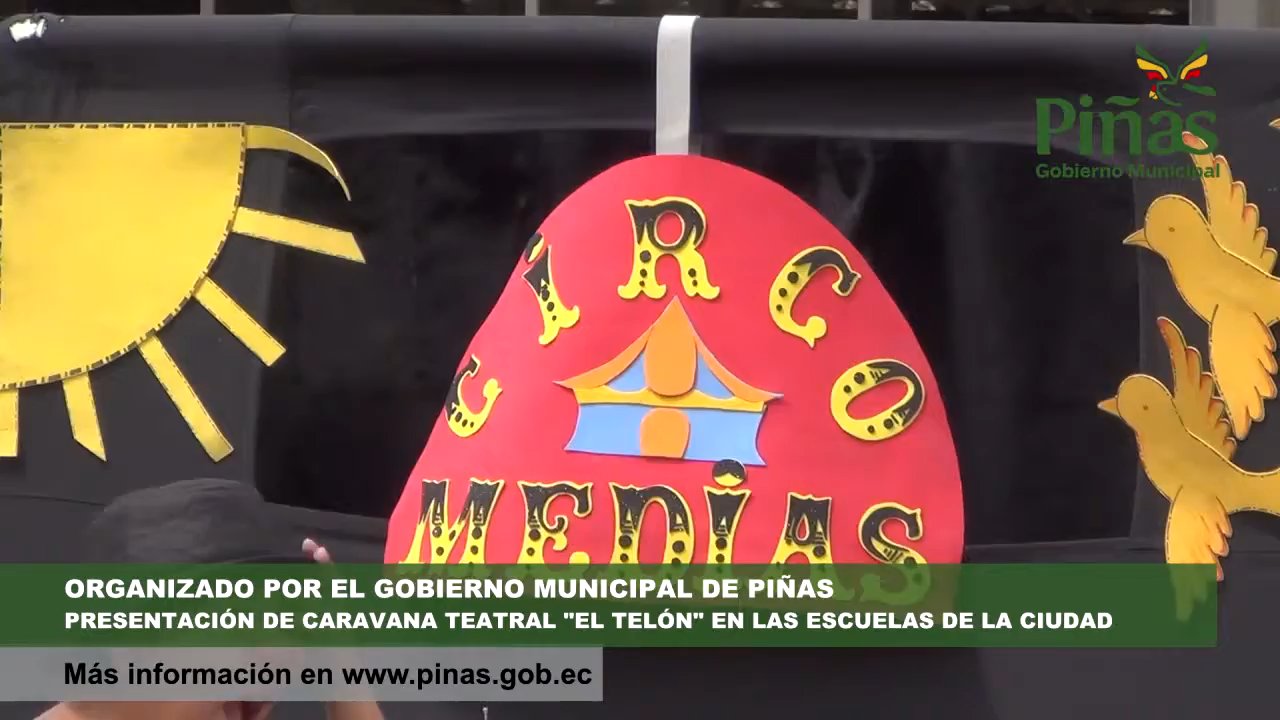 Piñas
Gobierno Municipal
CIRCO
MEDIAS
ORGANIZADO POR EL GOBIERNO MUNICIPAL DE PIÑAS
PRESENTACIÓN DE CARAVANA TEATRAL "EL TELÓN" EN LAS ESCUELAS DE LA CIUDAD
Más información en www.pinas.gob.ec